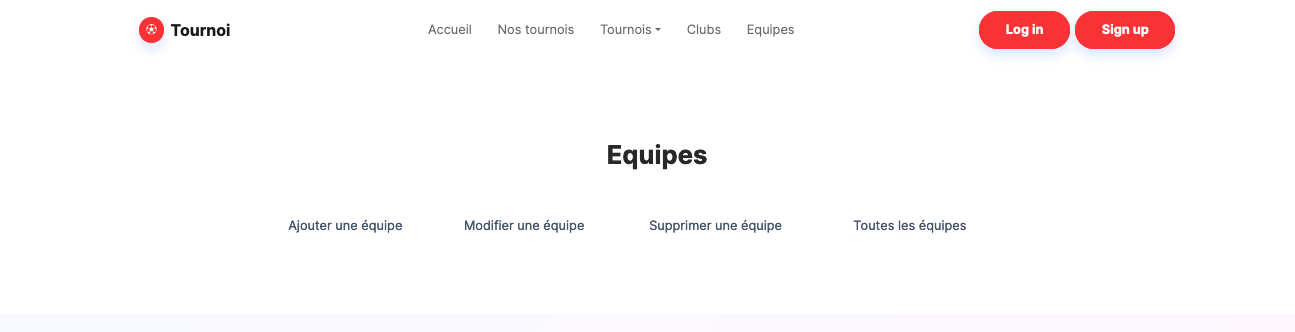 Tournoi Accueil Nos tournois Tournois Clubs Equipes Log in Sign up
Equipes
Ajouter une équipe Modifier une équipe Supprimer une équipe Toutes les équipes